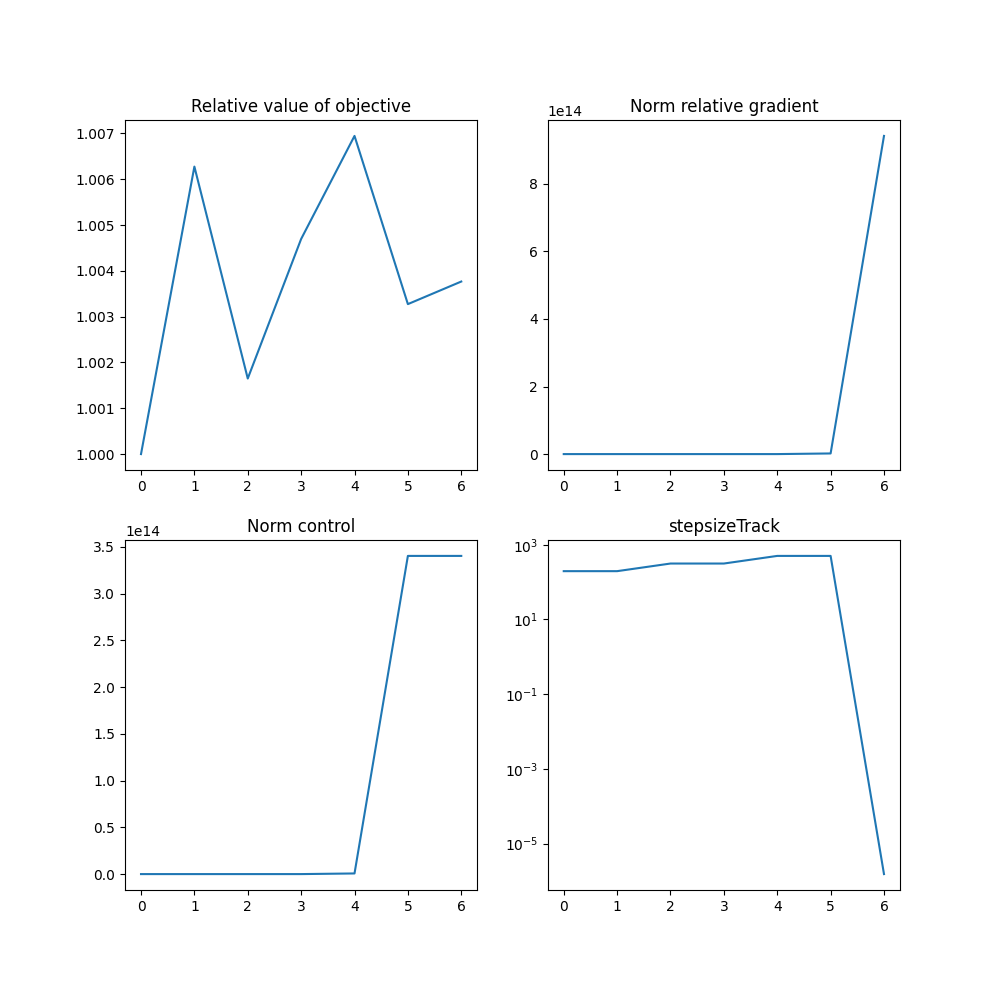 Relative value of objective
1.007
1.006
1.005
1.004
1.003
1.002
1.001
1.000
0 1 2 3 4 5 6
Norm relative gradient
1e14
8
6
4
2
0
0 1 2 3 4 5 6
Norm control
1e14
3.5
3.0
2.5
2.0
1.5
1.0
0.5
0.0
0 1 2 3 4 5 6
stepsizeTrack
10³
10¹
10⁻¹
10⁻³
10⁻⁵
0 1 2 3 4 5 6